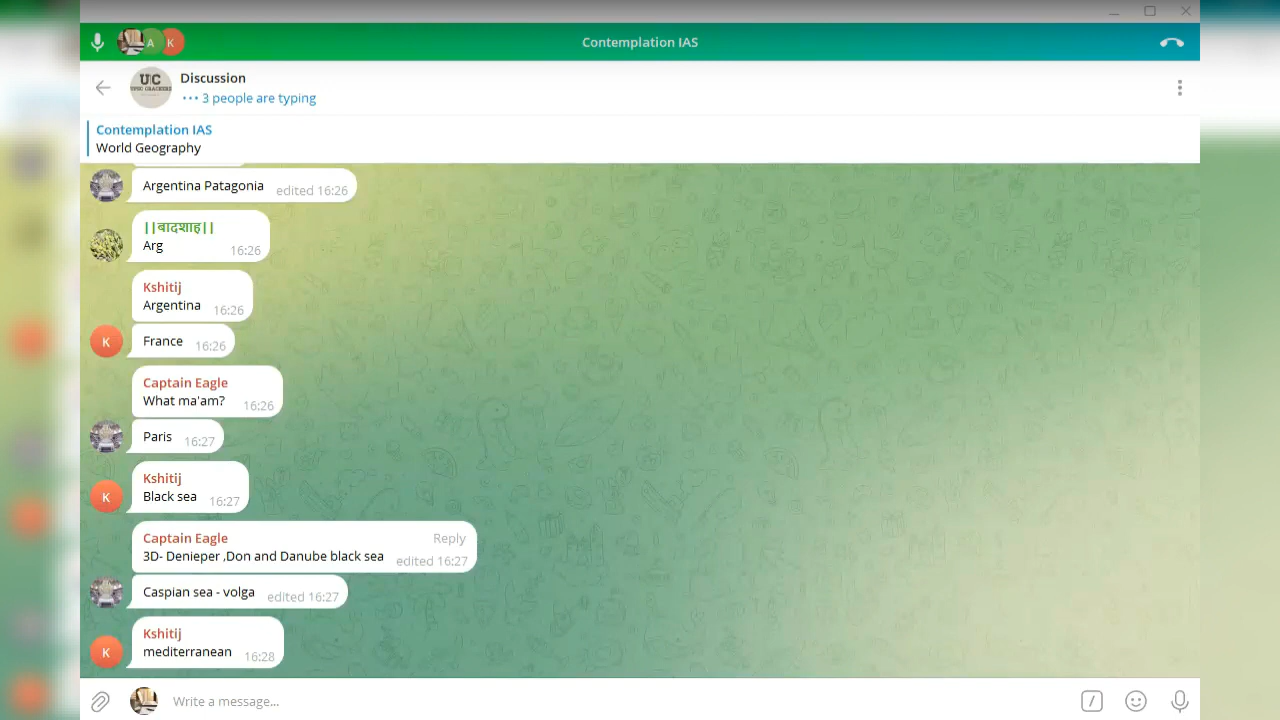 A K
Contemplation IAS
UC
UPSC CRACKERS
Discussion
3 people are typing
Contemplation IAS
World Geography
Argentina Patagonia edited 16:26
||बादशाह||
Arg 16:26
Kshitij
Argentina 16:26
K
France 16:26
Captain Eagle
What ma'am? 16:26
Paris 16:27
Kshitij
K
Black sea 16:27
Captain Eagle Reply
3D- Denieper ,Don and Danube black sea edited 16:27
Caspian sea - volga edited 16:27
Kshitij
K
mediterranean 16:28
Write a message...